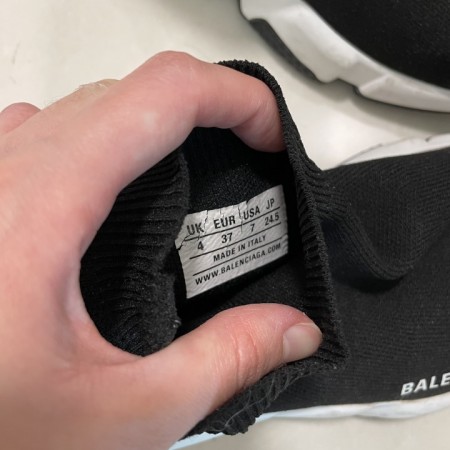 UK EUR USA JP
4 37 7 24.5
MADE IN ITALY
WWW.BALENCIAGA.COM
BALE